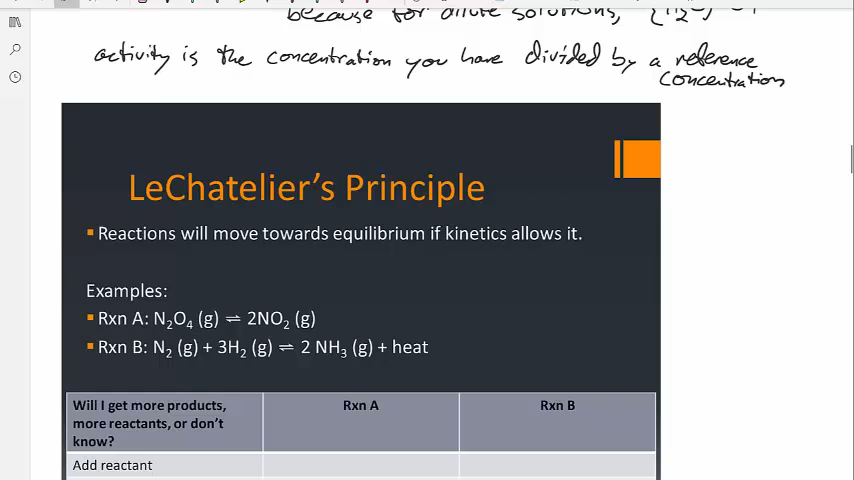 because for dilute solutions,
activity is the concentration you have divided by a reference
concentration
LeChatelier's Principle
▪ Reactions will move towards equilibrium if kinetics allows it.
Examples:
▪ Rxn A: N₂O₄ (g) ⇌ 2NO₂ (g)
▪ Rxn B: N₂ (g) + 3H₂ (g) ⇌ 2 NH₃ (g) + heat
Will I get more products, Rxn A Rxn B
more reactants, or don't
know?
Add reactant